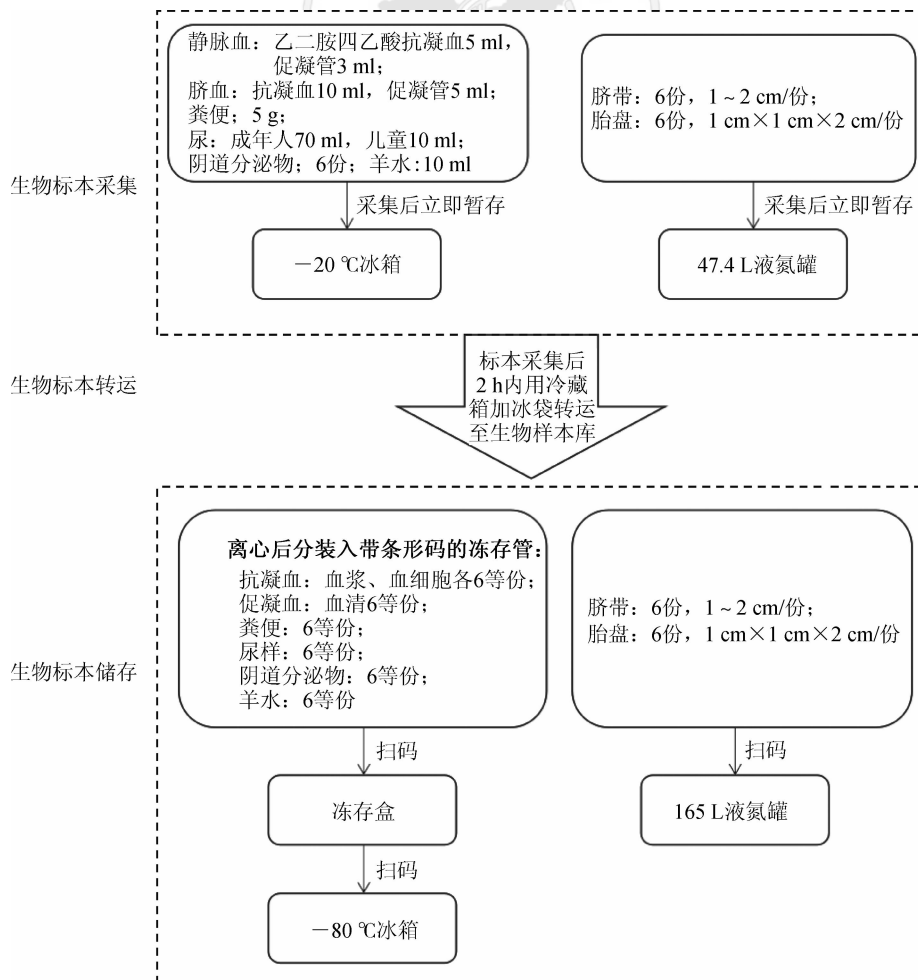 静脉血：乙二胺四乙酸抗凝血5 ml，
促凝管3 ml；
脐血：抗凝血10 ml，促凝管5 ml；
粪便；5 g；
尿：成年人70 ml，儿童10 ml；
阴道分泌物；6份；羊水:10 ml
脐带：6份，1～2 cm/份；
胎盘：6份，1 cm×1 cm×2 cm/份
生物标本采集
采集后立即暂存
采集后立即暂存
－20 ℃冰箱
47.4 L液氮罐
生物标本转运
标本采集后
2 h内用冷藏
箱加冰袋转运
至生物样本库
离心后分装入带条形码的冻存管：
抗凝血：血浆、血细胞各6等份；
促凝血：血清6等份；
粪便：6等份；
尿样：6等份；
阴道分泌物：6等份；
羊水：6等份
脐带：6份，1～2 cm/份；
胎盘：6份，1 cm×1 cm×2 cm/份
生物标本储存
扫码
扫码
冻存盒
165 L液氮罐
扫码
－80 ℃冰箱